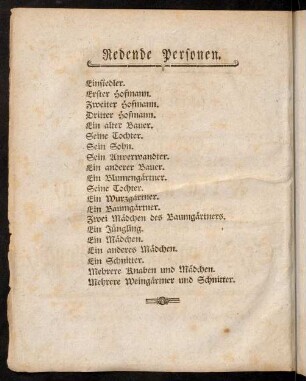 Redende Personen.
Einsiedler.
Erster Hofmann.
Zweiter Hofmann.
Dritter Hofmann.
Ein alter Bauer.
Seine Tochter.
Sein Sohn.
Sein Anverwandter.
Ein anderer Bauer.
Ein Blumengärtner.
Seine Tochter.
Ein Wurzgärtner.
Ein Baumgärtner.
Zwei Mädchen des Baumgärtners.
Ein Jüngling.
Ein Mädchen.
Ein anderes Mädchen.
Ein Schnitter.
Mehrere Knaben und Mädchen.
Mehrere Weingärtner und Schnitter.